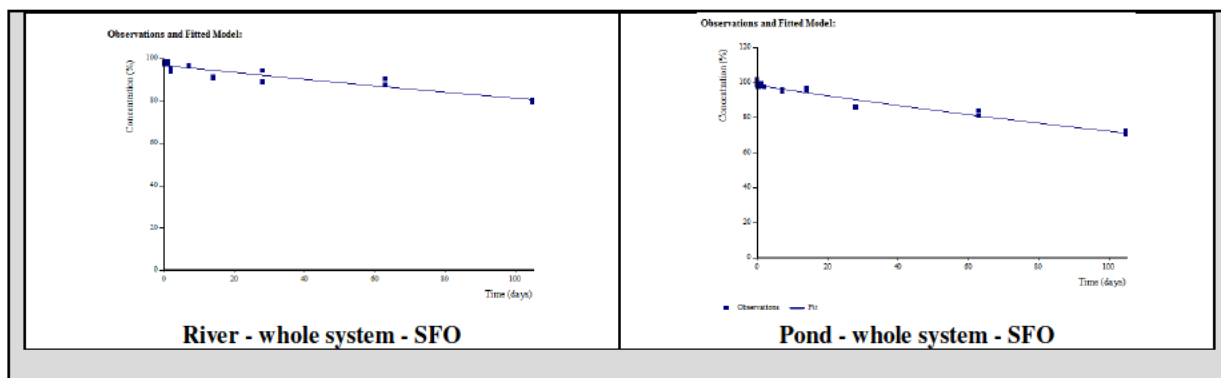 Observations and Fitted Model:
100
80
60
40
20
0
Concentration (%)
0 20 40 60 80 100
Time (days)
River - whole system - SFO
Observations and Fitted Model:
120
100
80
60
40
20
0
Concentration (%)
0 20 40 60 80 100
Time (days)
Observations Fit
Pond - whole system - SFO